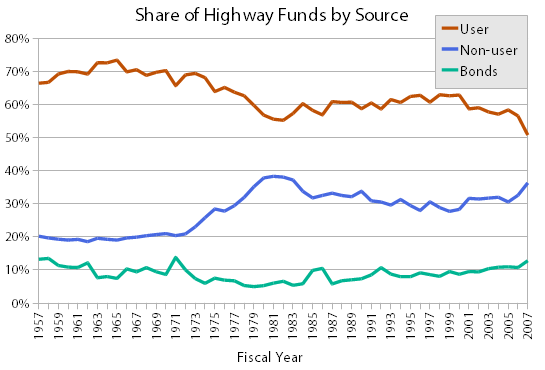 Share of Highway Funds by Source
User
Non-user
Bonds
80%
70%
60%
50%
40%
30%
20%
10%
0%
1957 1959 1961 1963 1965 1967 1969 1971 1973 1975 1977 1979 1981 1983 1985 1987 1989 1991 1993 1995 1997 1999 2001 2003 2005 2007
Fiscal Year